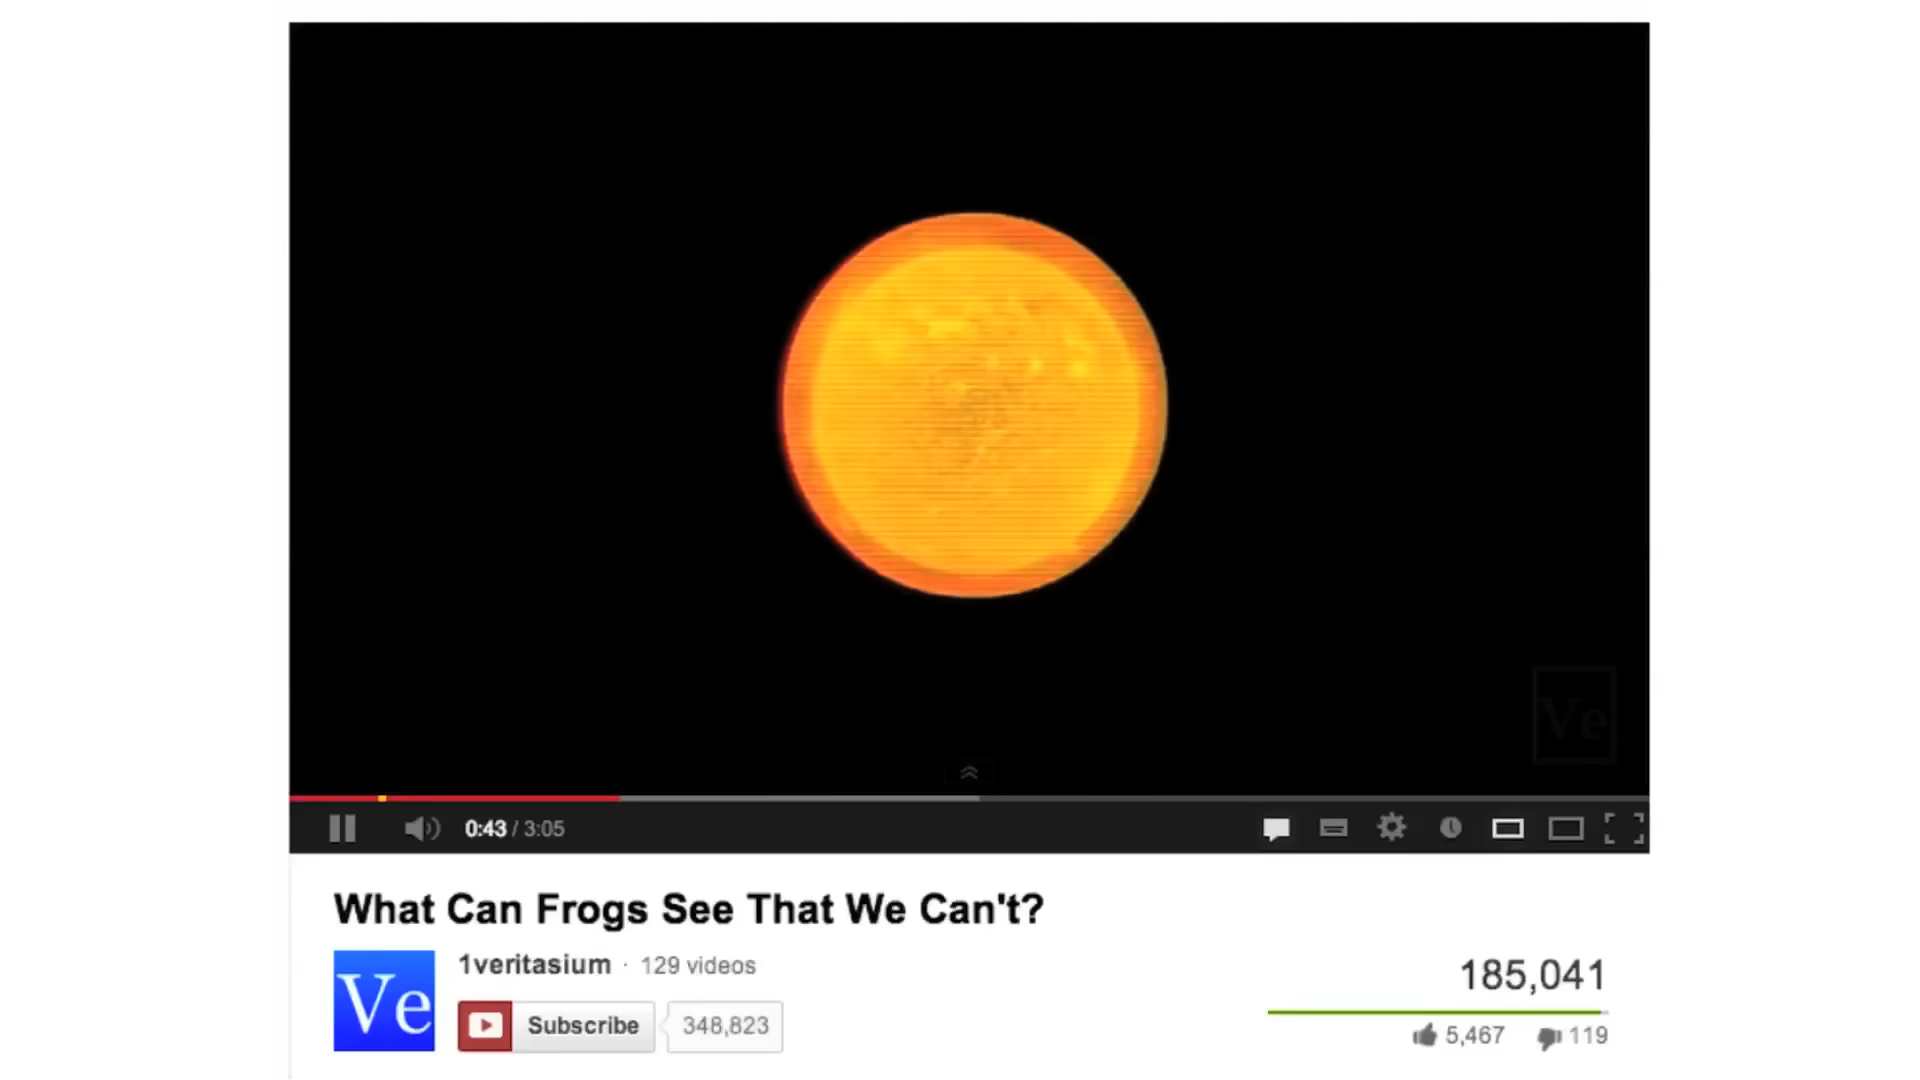 Ve
0:43 / 3:05
What Can Frogs See That We Can't?
Ve
1veritasium · 129 videos
185,041
Subscribe
348,823
5,467
119